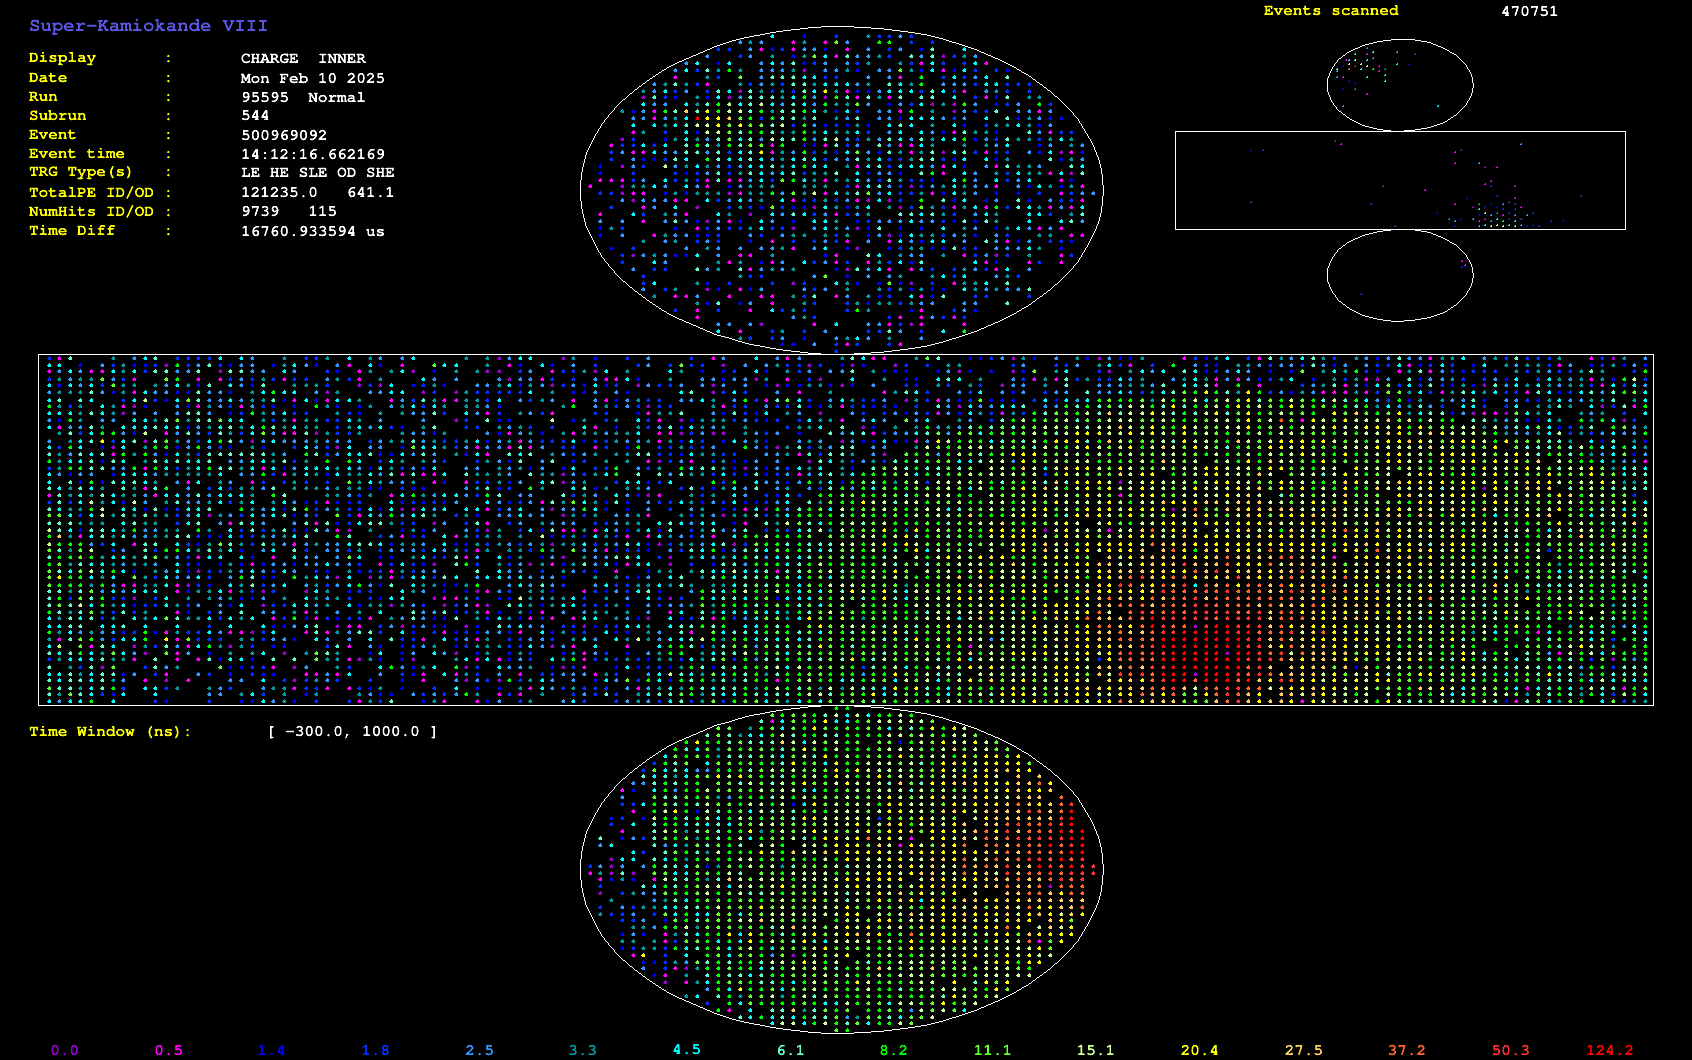 Super-Kamiokande VIII
Events scanned 470751
Display : CHARGE INNER
Date : Mon Feb 10 2025
Run : 95595 Normal
Subrun : 544
Event : 500969092
Event time : 14:12:16.662169
TRG Type(s) : LE HE SLE OD SHE
TotalPE ID/OD : 121235.0 641.1
NumHits ID/OD : 9739 115
Time Diff : 16760.933594 us
Time Window (ns): [ -300.0, 1000.0 ]
0.0 0.5 1.4 1.8 2.5 3.3 4.5 6.1 8.2 11.1 15.1 20.4 27.5 37.2 50.3 124.2